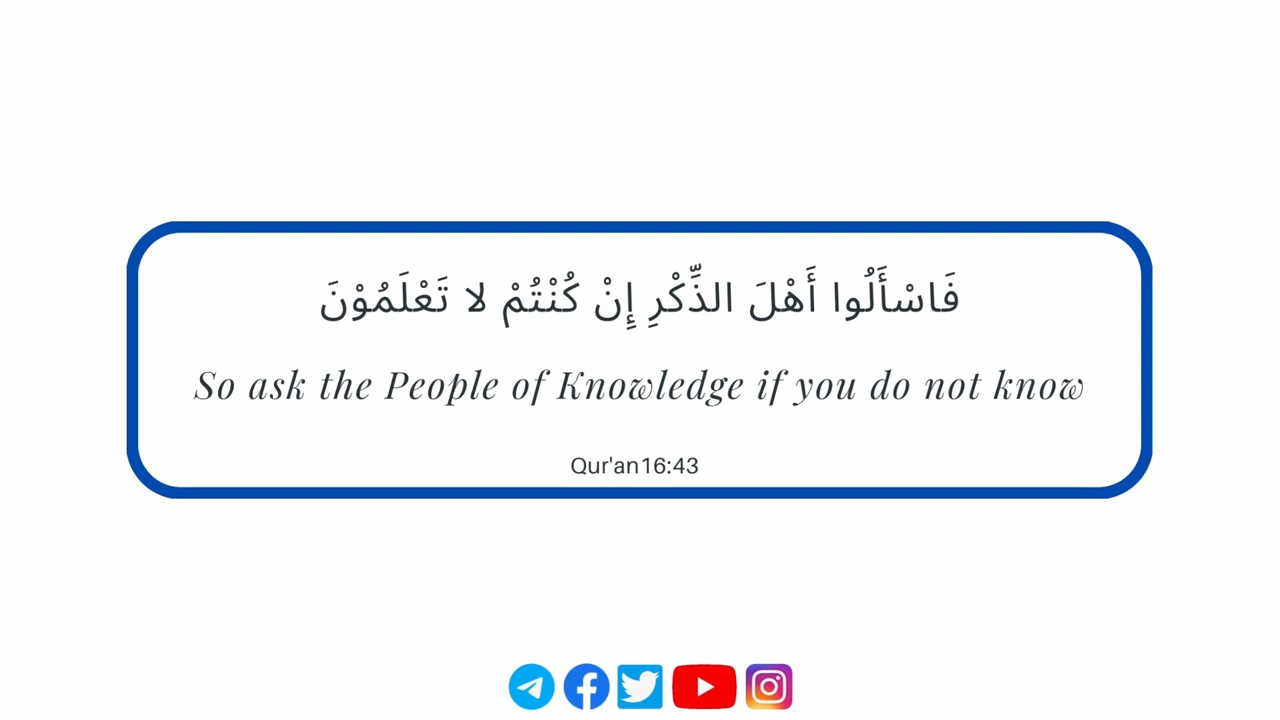 فَاسْأَلُوا أَهْلَ الذِّكْرِ إِنْ كُنْتُمْ لا تَعْلَمُوْنَ
So ask the People of Knowledge if you do not know
Qur'an16:43